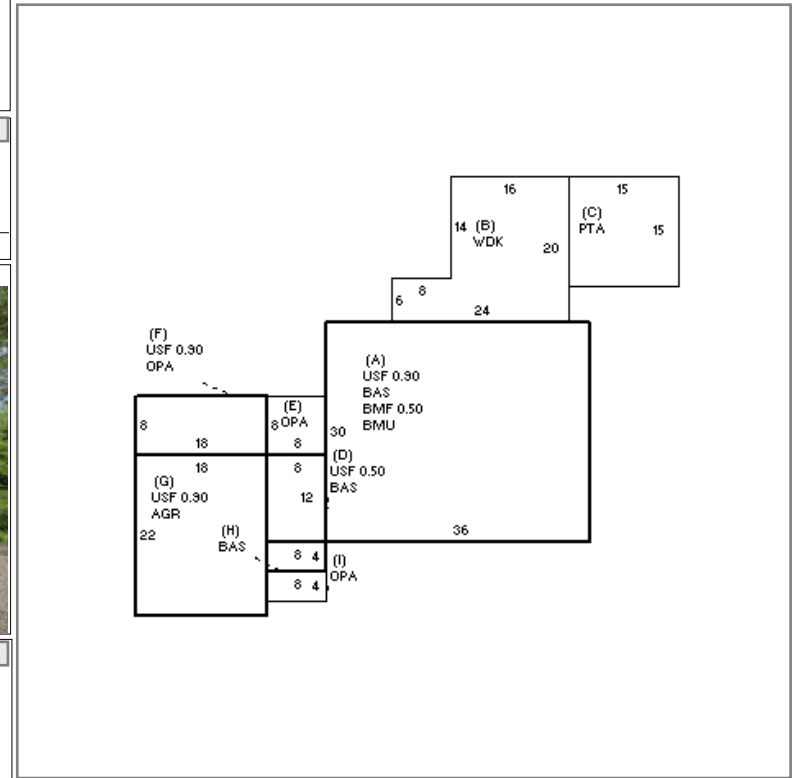 16
15
14
(B)
WDK
20
(C)
PTA
15
6
8
24
(F)
USF 0.90
OPA
(A)
USF 0.90
BAS
BMF 0.50
BMU
8
18
(E)
8 OPA
8
30
18
(G)
USF 0.90
AGR
22
8
12
(D)
USF 0.50
BAS
(H)
BAS
36
8 4
8 4
(I)
OPA